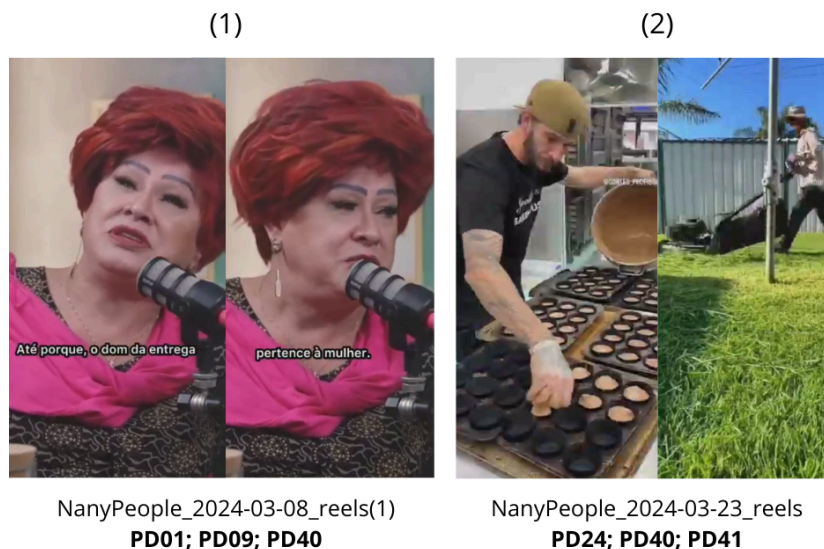 (1)
(2)
Até porque, o dom da entrega
pertence à mulher.
NanyPeople_2024-03-08_reels(1)
PD01; PD09; PD40
NanyPeople_2024-03-23_reels
PD24; PD40; PD41